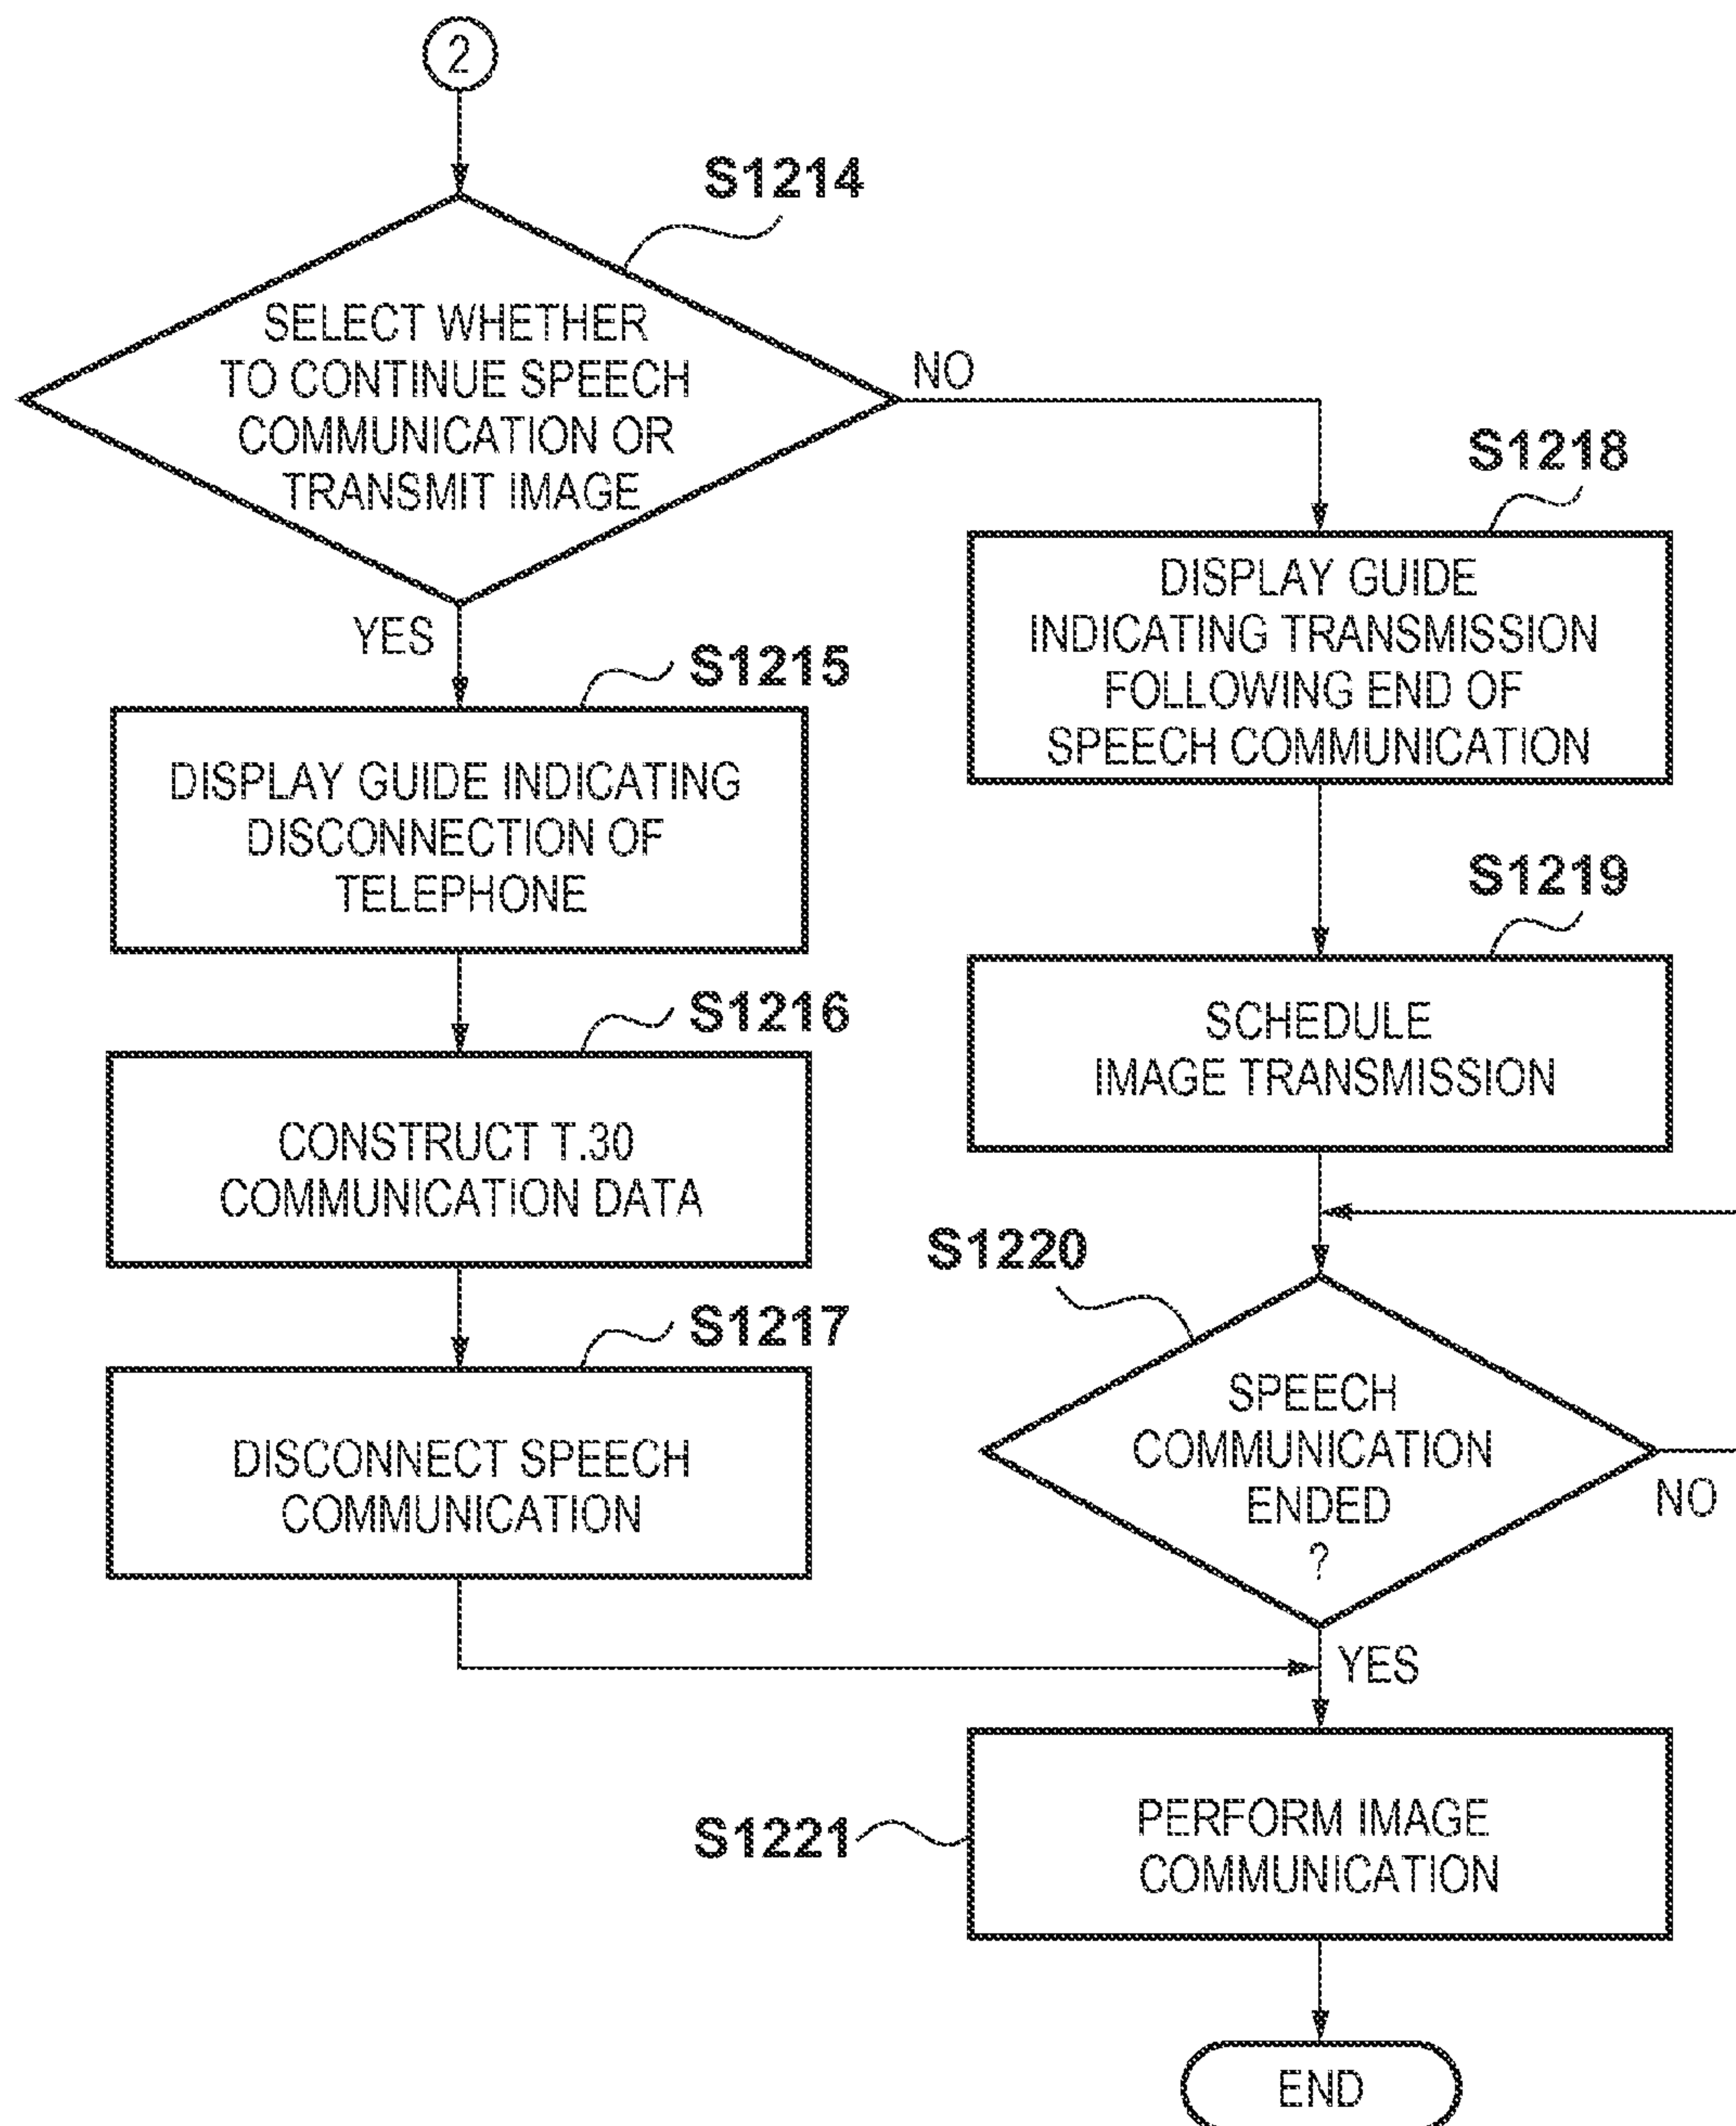 2
S1214
SELECT WHETHER
TO CONTINUE SPEECH
COMMUNICATION OR
TRANSMIT IMAGE
NO
YES
S1215
DISPLAY GUIDE INDICATING
DISCONNECTION OF
TELEPHONE
S1216
CONSTRUCT T.30
COMMUNICATION DATA
S1217
DISCONNECT SPEECH
COMMUNICATION
S1218
DISPLAY GUIDE
INDICATING TRANSMISSION
FOLLOWING END OF
SPEECH COMMUNICATION
S1219
SCHEDULE
IMAGE TRANSMISSION
S1220
SPEECH
COMMUNICATION
ENDED
?
NO
YES
S1221
PERFORM IMAGE
COMMUNICATION
END